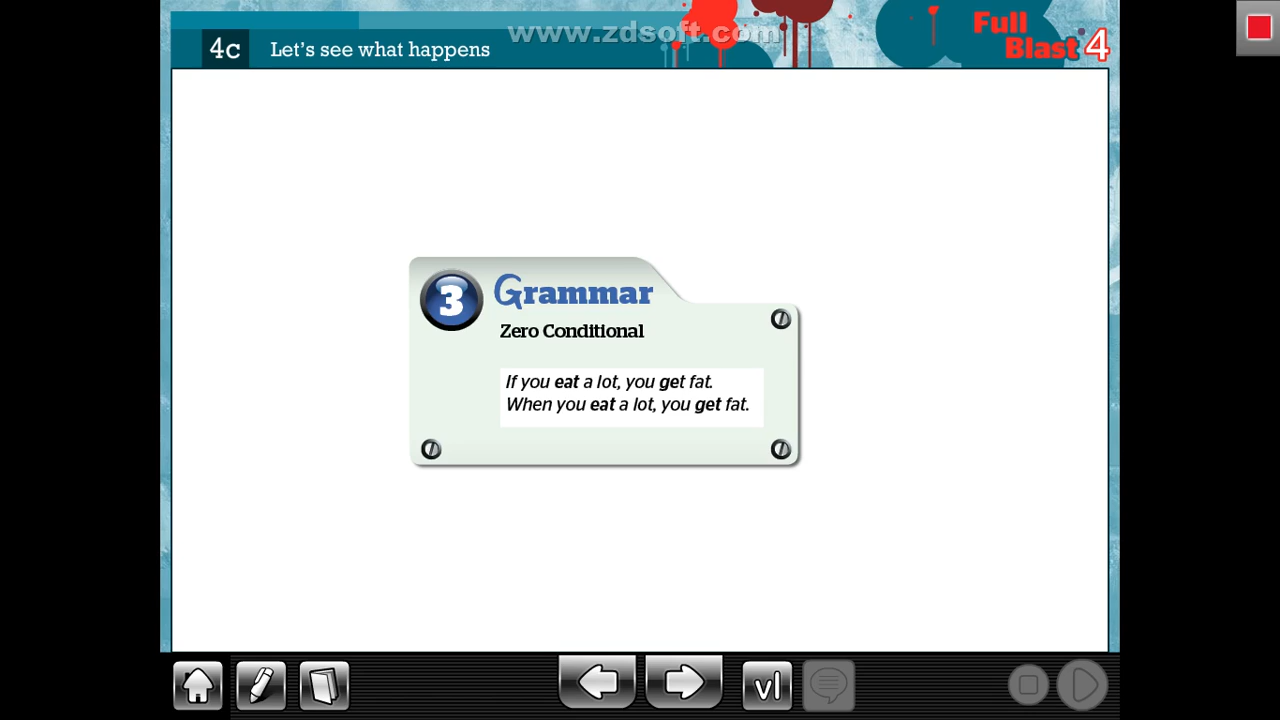 www.zdsoft.com
4c Let's see what happens
Full
Blast 4
3 Grammar
Zero Conditional
If you eat a lot, you get fat.
When you eat a lot, you get fat.
vl